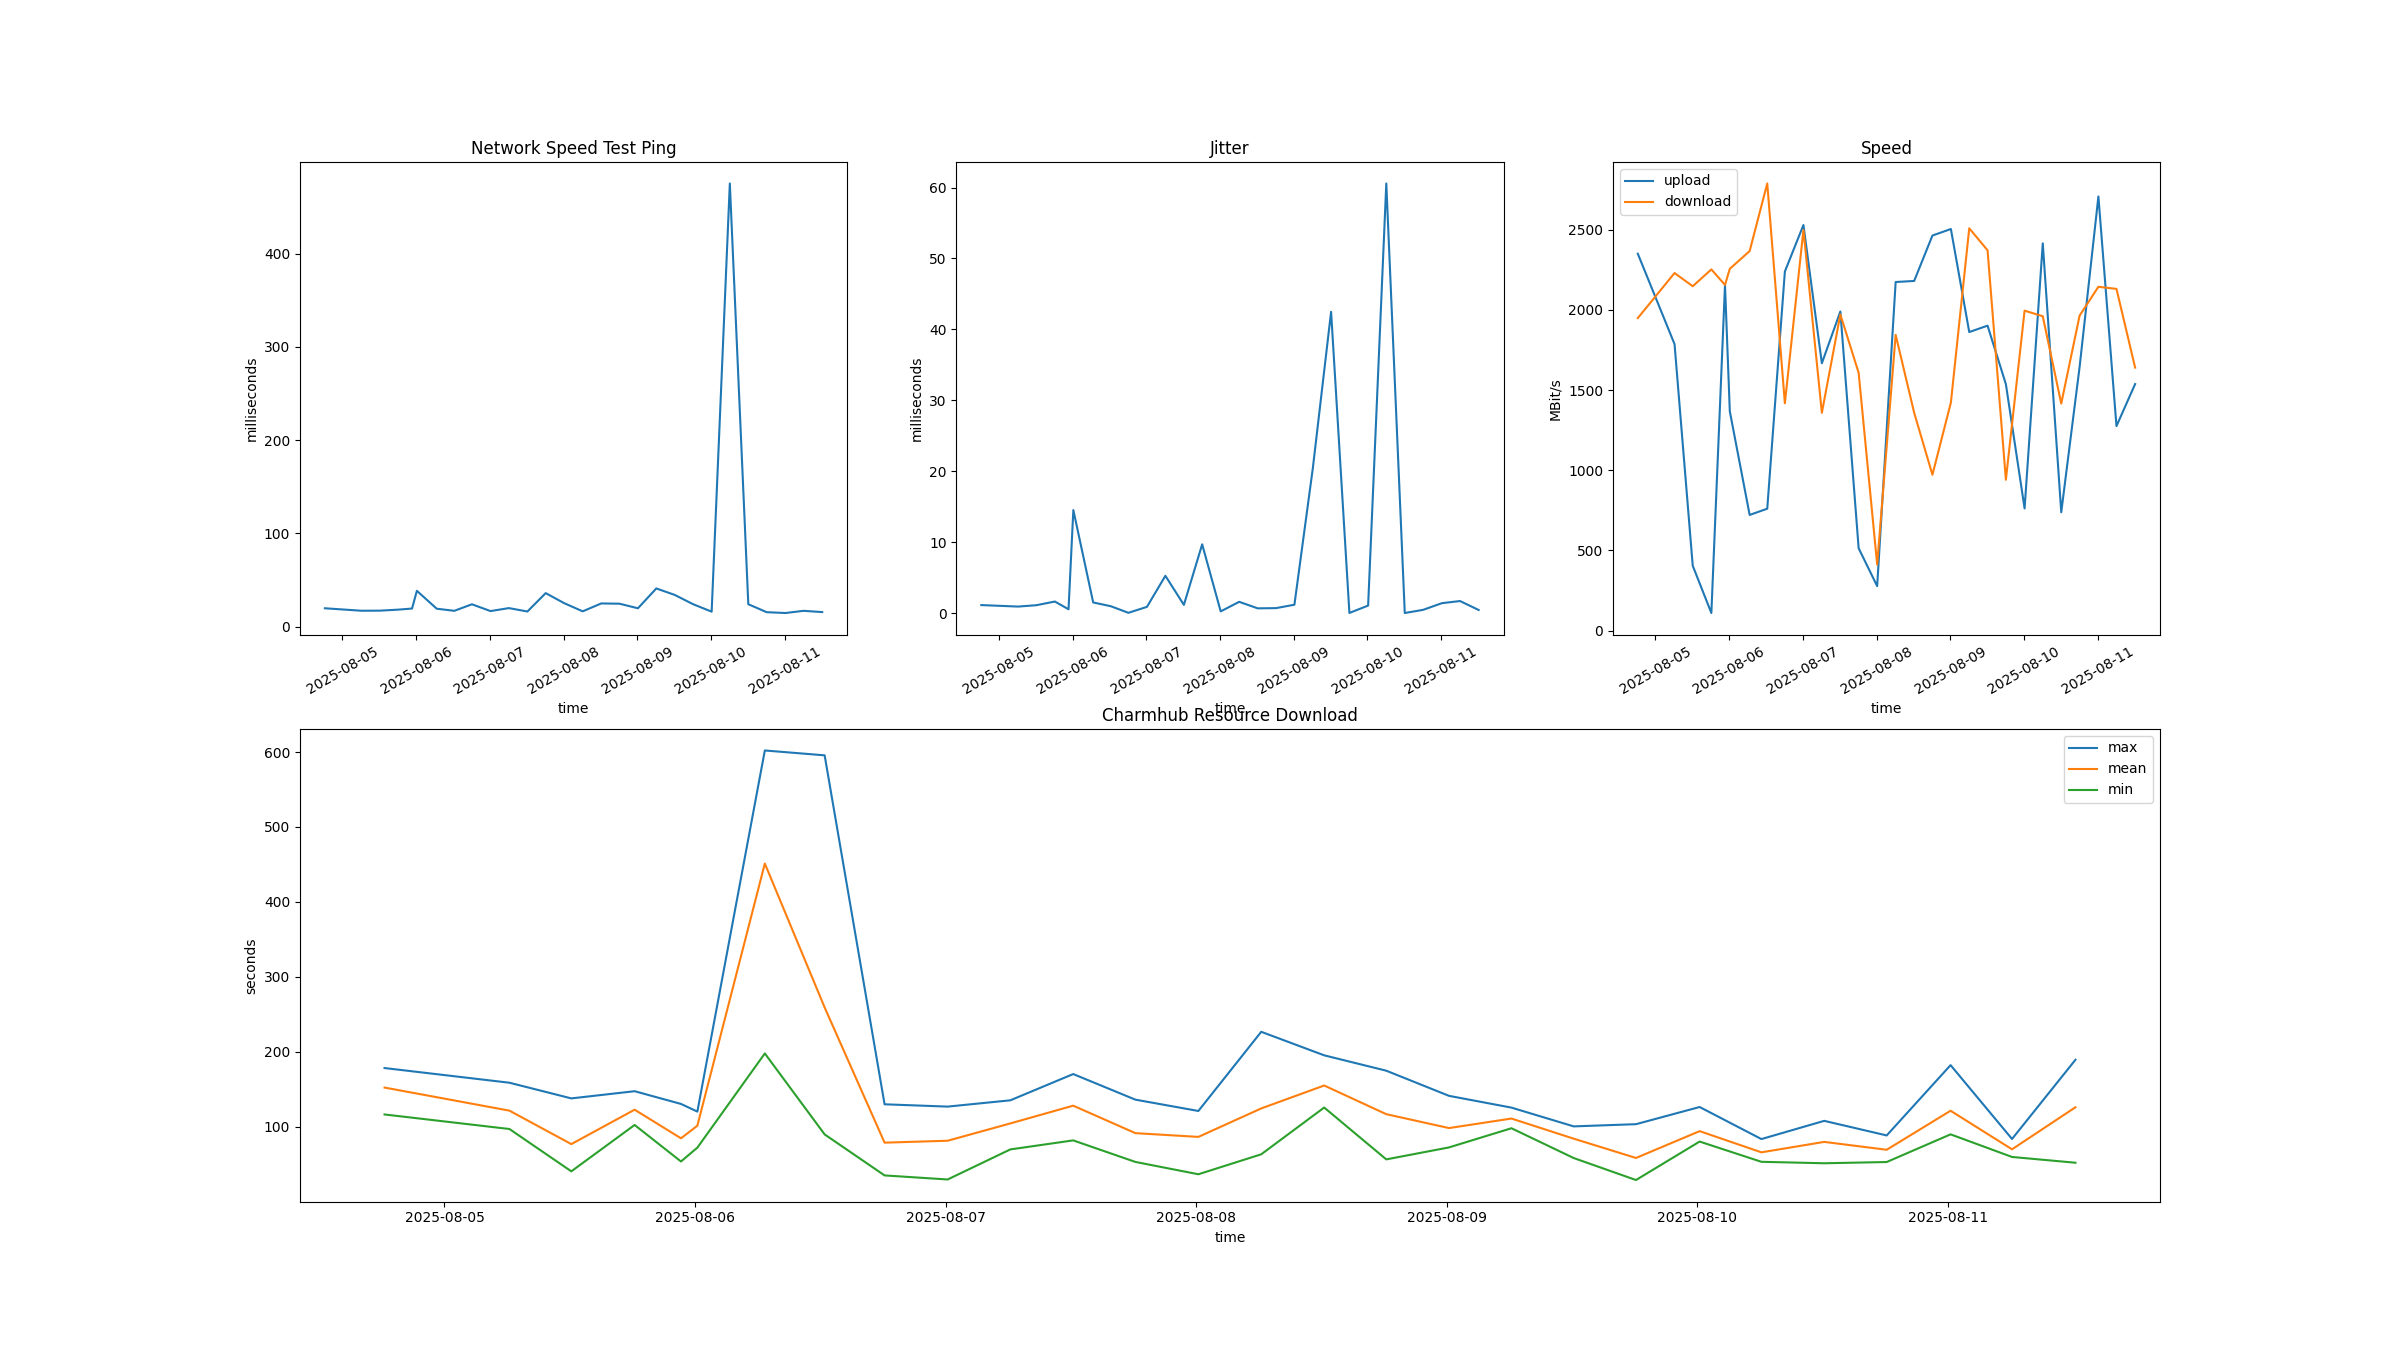 Network Speed Test Ping
milliseconds
400
300
200
100
0
2025-08-05 2025-08-06 2025-08-07 2025-08-08 2025-08-09 2025-08-10 2025-08-11
time
Jitter
milliseconds
60
50
40
30
20
10
0
2025-08-05 2025-08-06 2025-08-07 2025-08-08 2025-08-09 2025-08-10 2025-08-11
time
Speed
upload
download
MBit/s
2500
2000
1500
1000
500
0
2025-08-05 2025-08-06 2025-08-07 2025-08-08 2025-08-09 2025-08-10 2025-08-11
time
Charmhub Resource Download
max
mean
min
seconds
600
500
400
300
200
100
2025-08-05 2025-08-06 2025-08-07 2025-08-08 2025-08-09 2025-08-10 2025-08-11
time